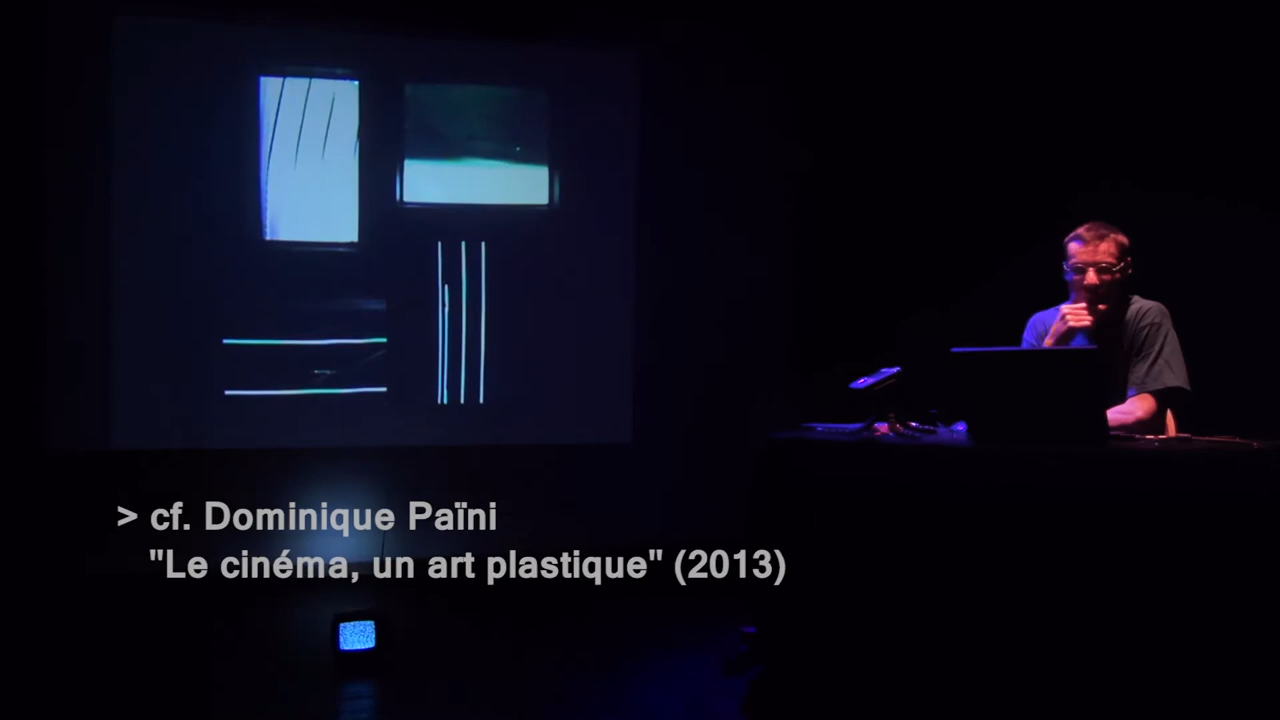 > cf. Dominique Païni
"Le cinéma, un art plastique" (2013)